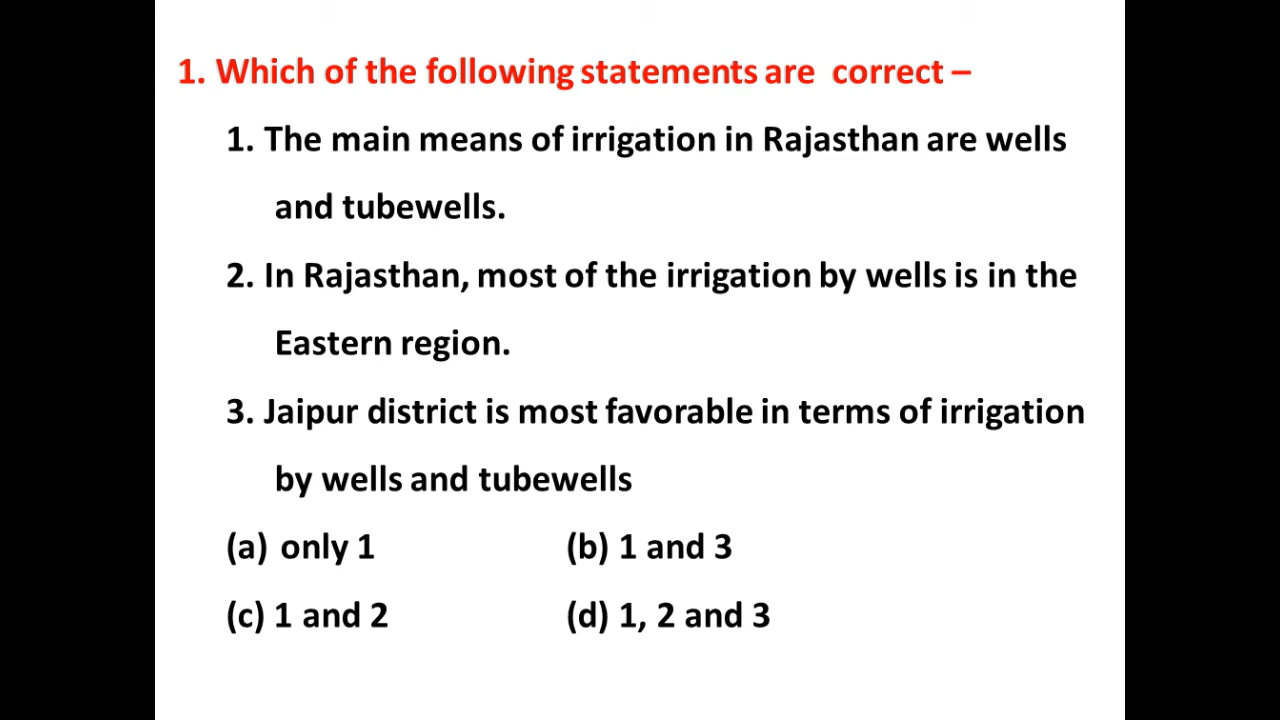 1. Which of the following statements are correct –
1. The main means of irrigation in Rajasthan are wells
and tubewells.
2. In Rajasthan, most of the irrigation by wells is in the
Eastern region.
3. Jaipur district is most favorable in terms of irrigation
by wells and tubewells
(a) only 1 (b) 1 and 3
(c) 1 and 2 (d) 1, 2 and 3